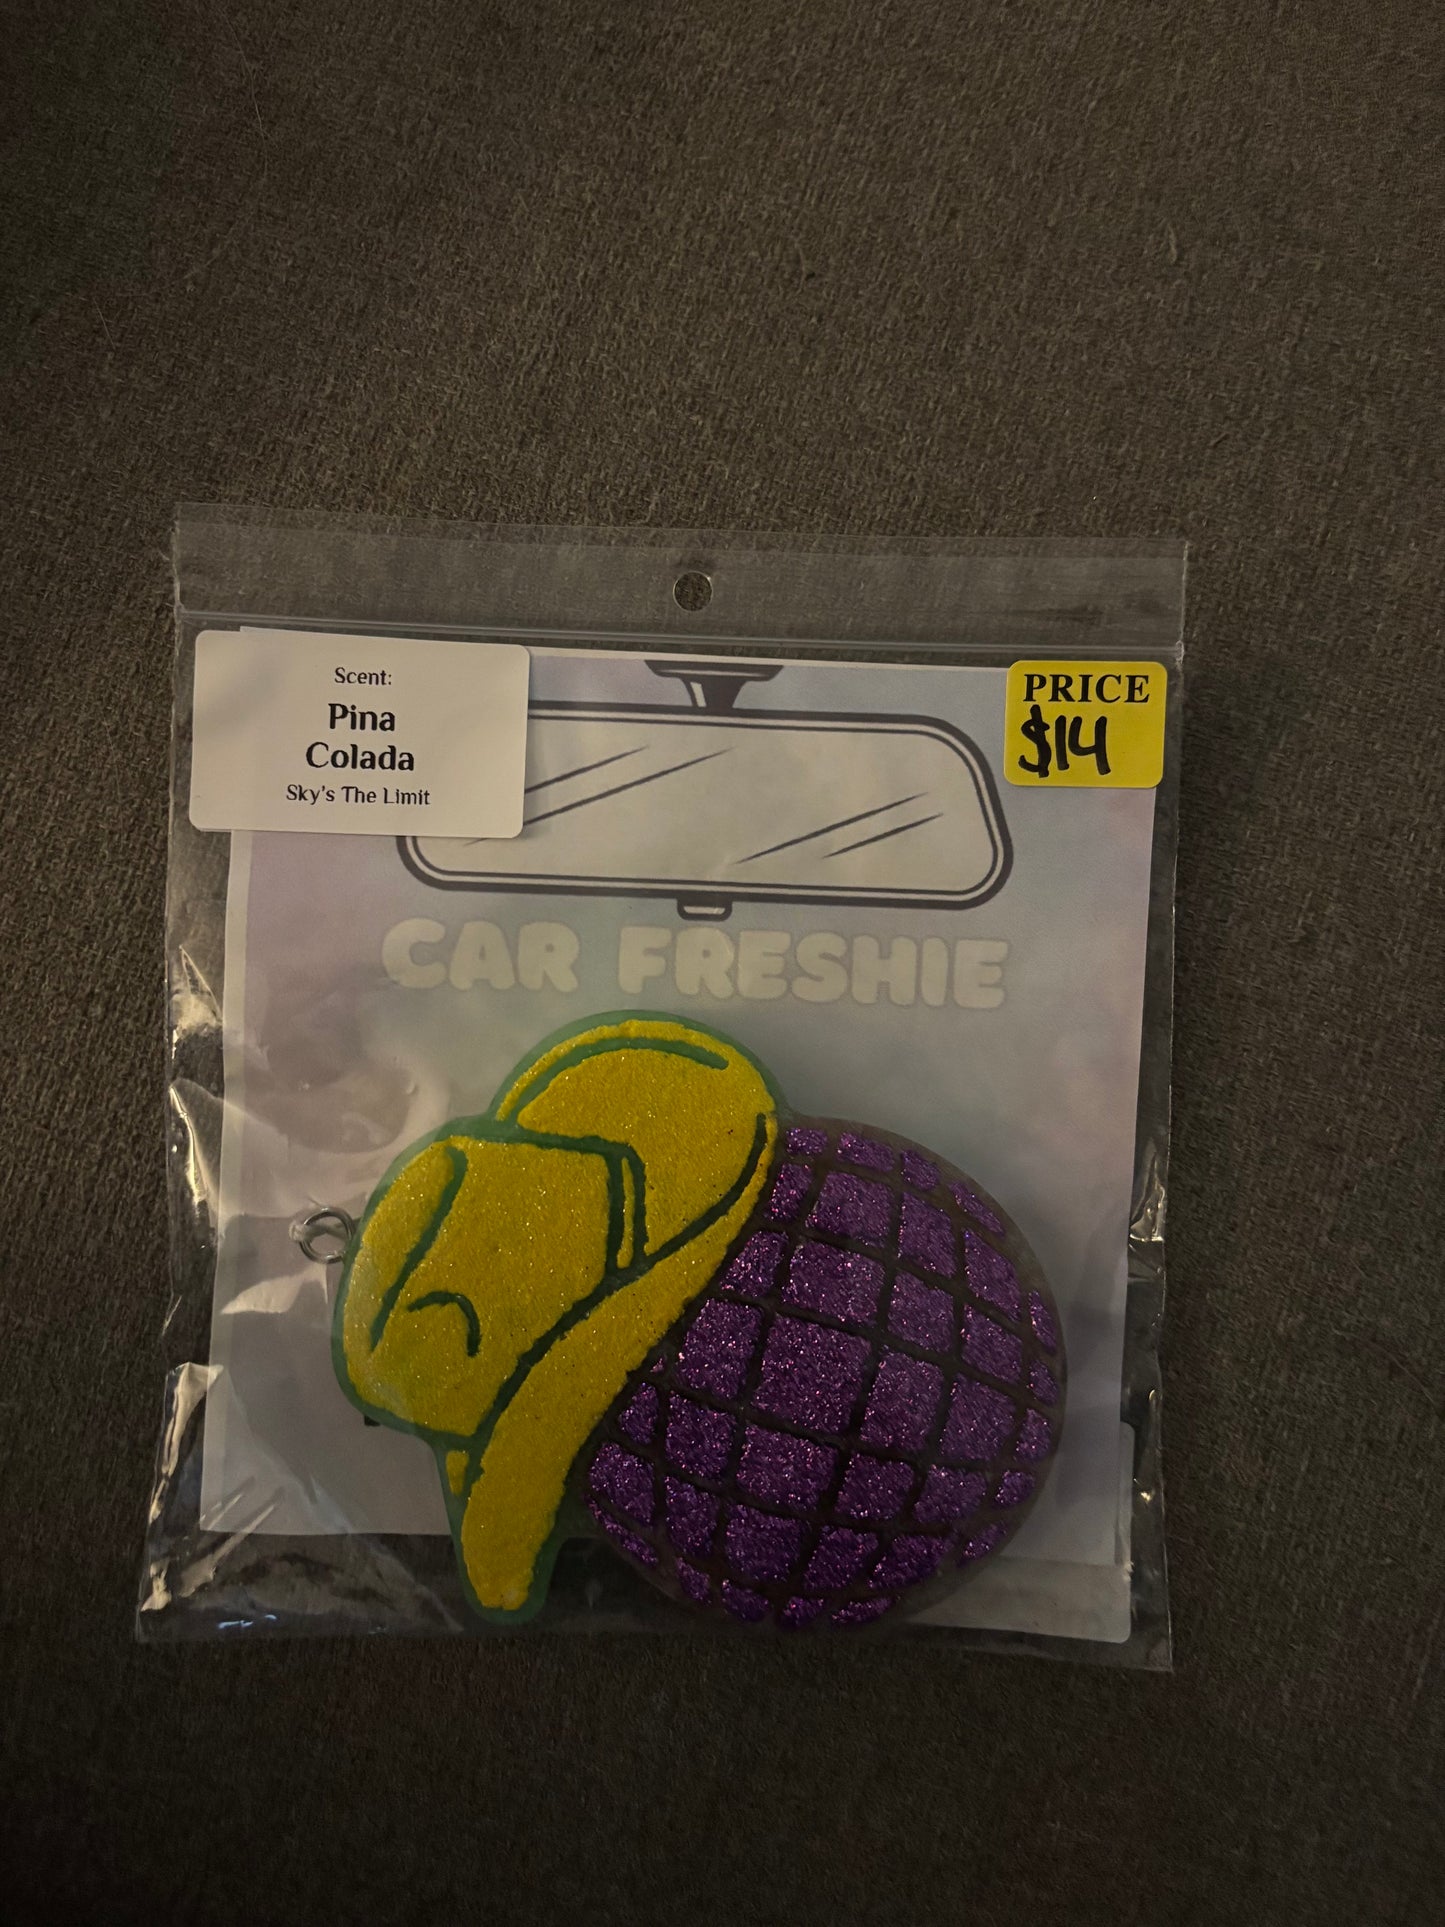 Scent:
Pina
Colada
Sky's The Limit
PRICE
$14
CAR FRESHIE